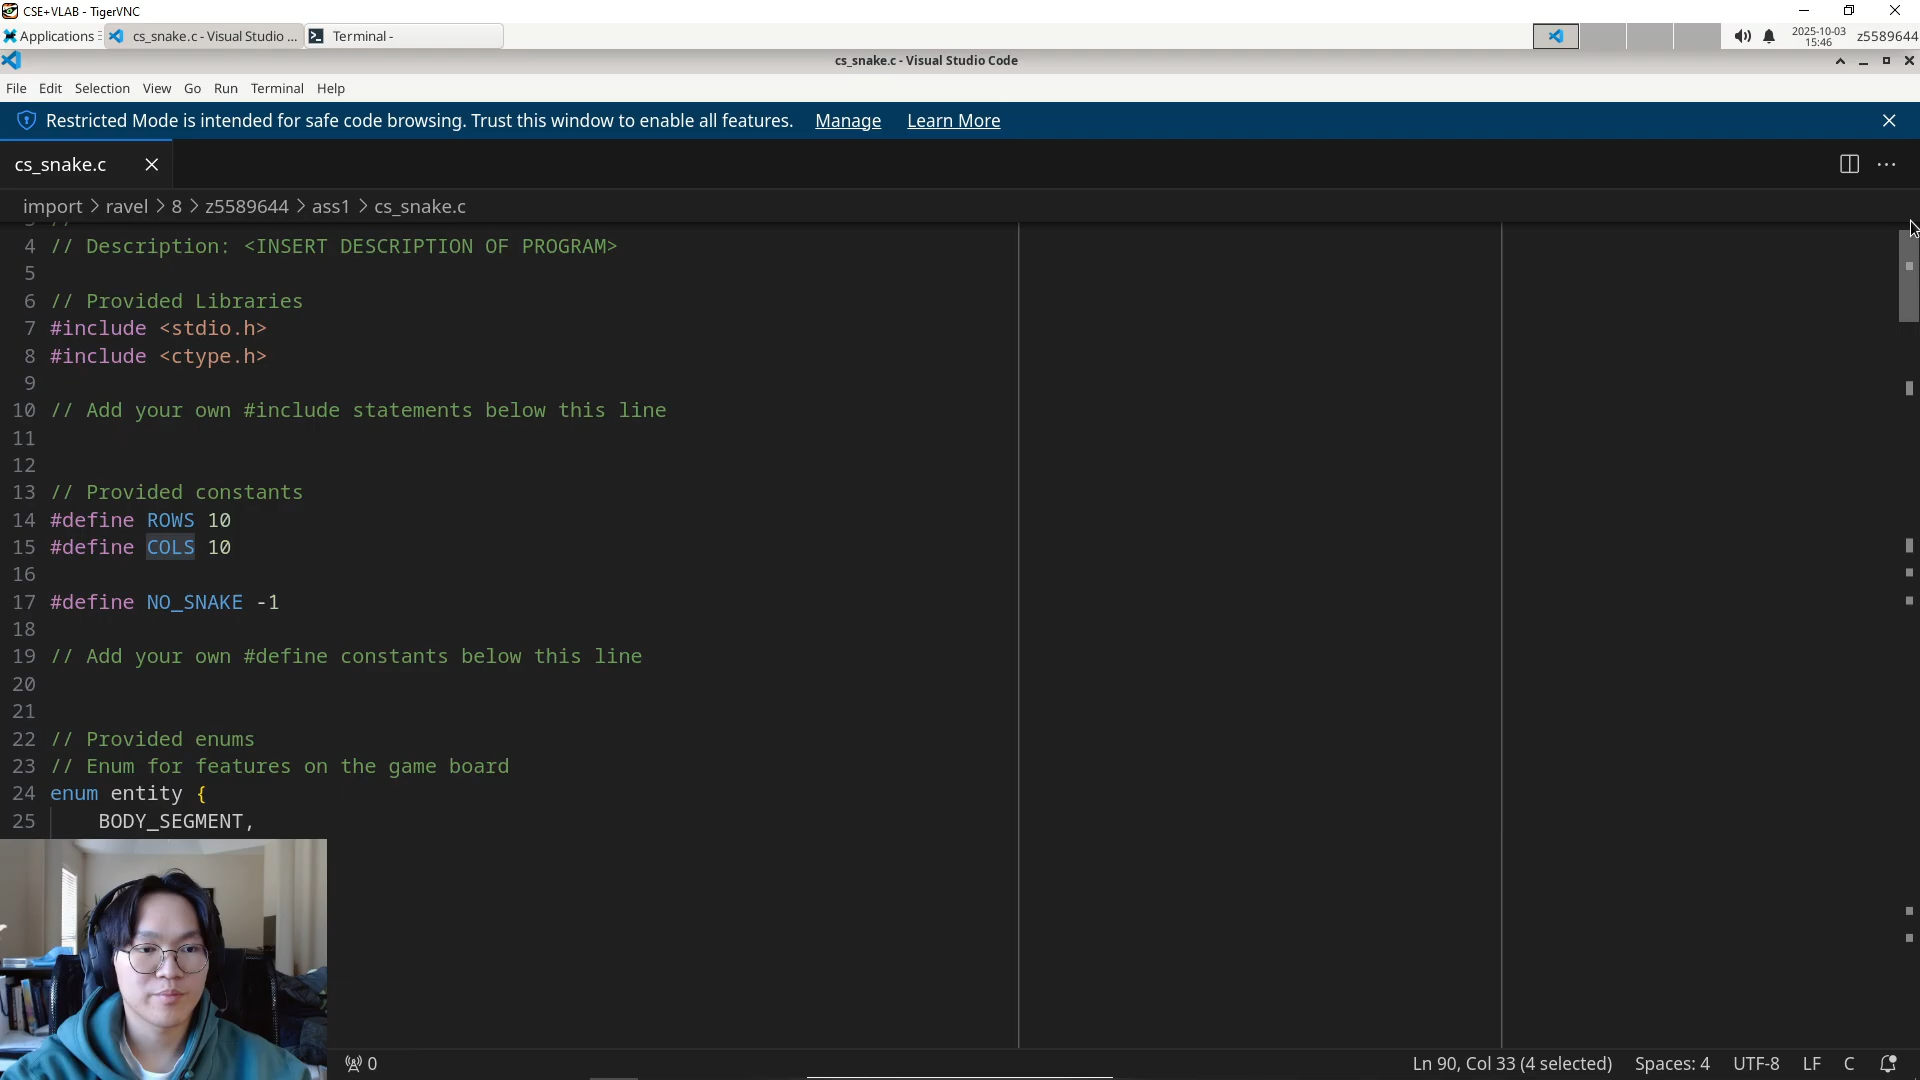 CSE+VLAB - TigerVNC
Applications
cs_snake.c - Visual Studio ...
Terminal -
2025-10-03
15:46
z5589644
cs_snake.c - Visual Studio Code
File Edit Selection View Go Run Terminal Help
Restricted Mode is intended for safe code browsing. Trust this window to enable all features. Manage Learn More
cs_snake.c
import > ravel > 8 > z5589644 > ass1 > cs_snake.c
4 // Description: <INSERT DESCRIPTION OF PROGRAM>
5
6 // Provided Libraries
7 #include <stdio.h>
8 #include <ctype.h>
9
10 // Add your own #include statements below this line
11
12
13 // Provided constants
14 #define ROWS 10
15 #define COLS 10
16
17 #define NO_SNAKE -1
18
19 // Add your own #define constants below this line
20
21
22 // Provided enums
23 // Enum for features on the game board
24 enum entity {
25 BODY_SEGMENT,
0
Ln 90, Col 33 (4 selected) Spaces: 4 UTF-8 LF C